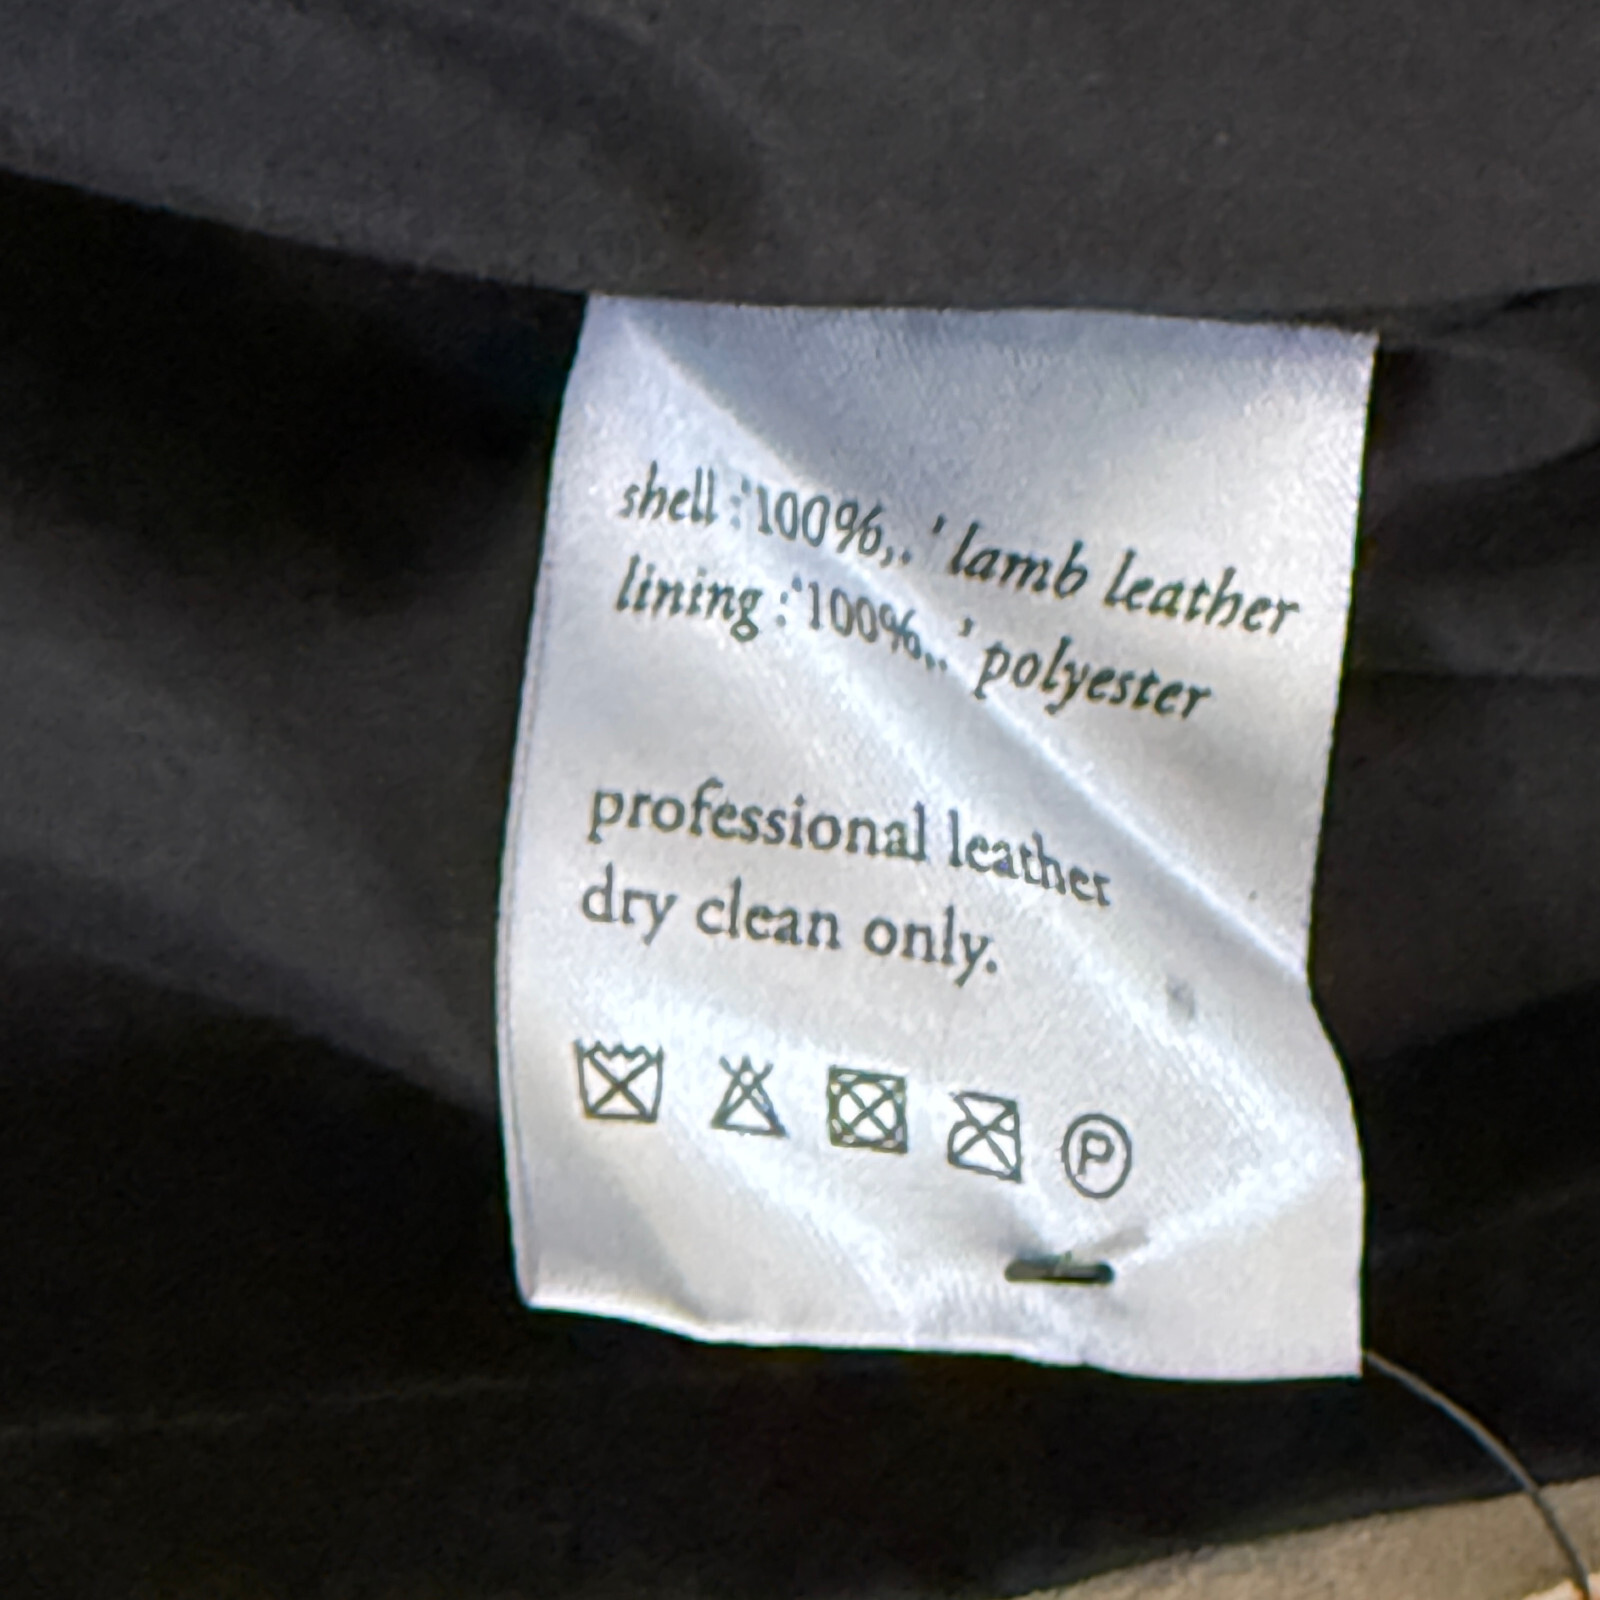 shell :'100%,.' lamb leather
lining :'100%,.' polyester
professional leather
dry clean only.
P